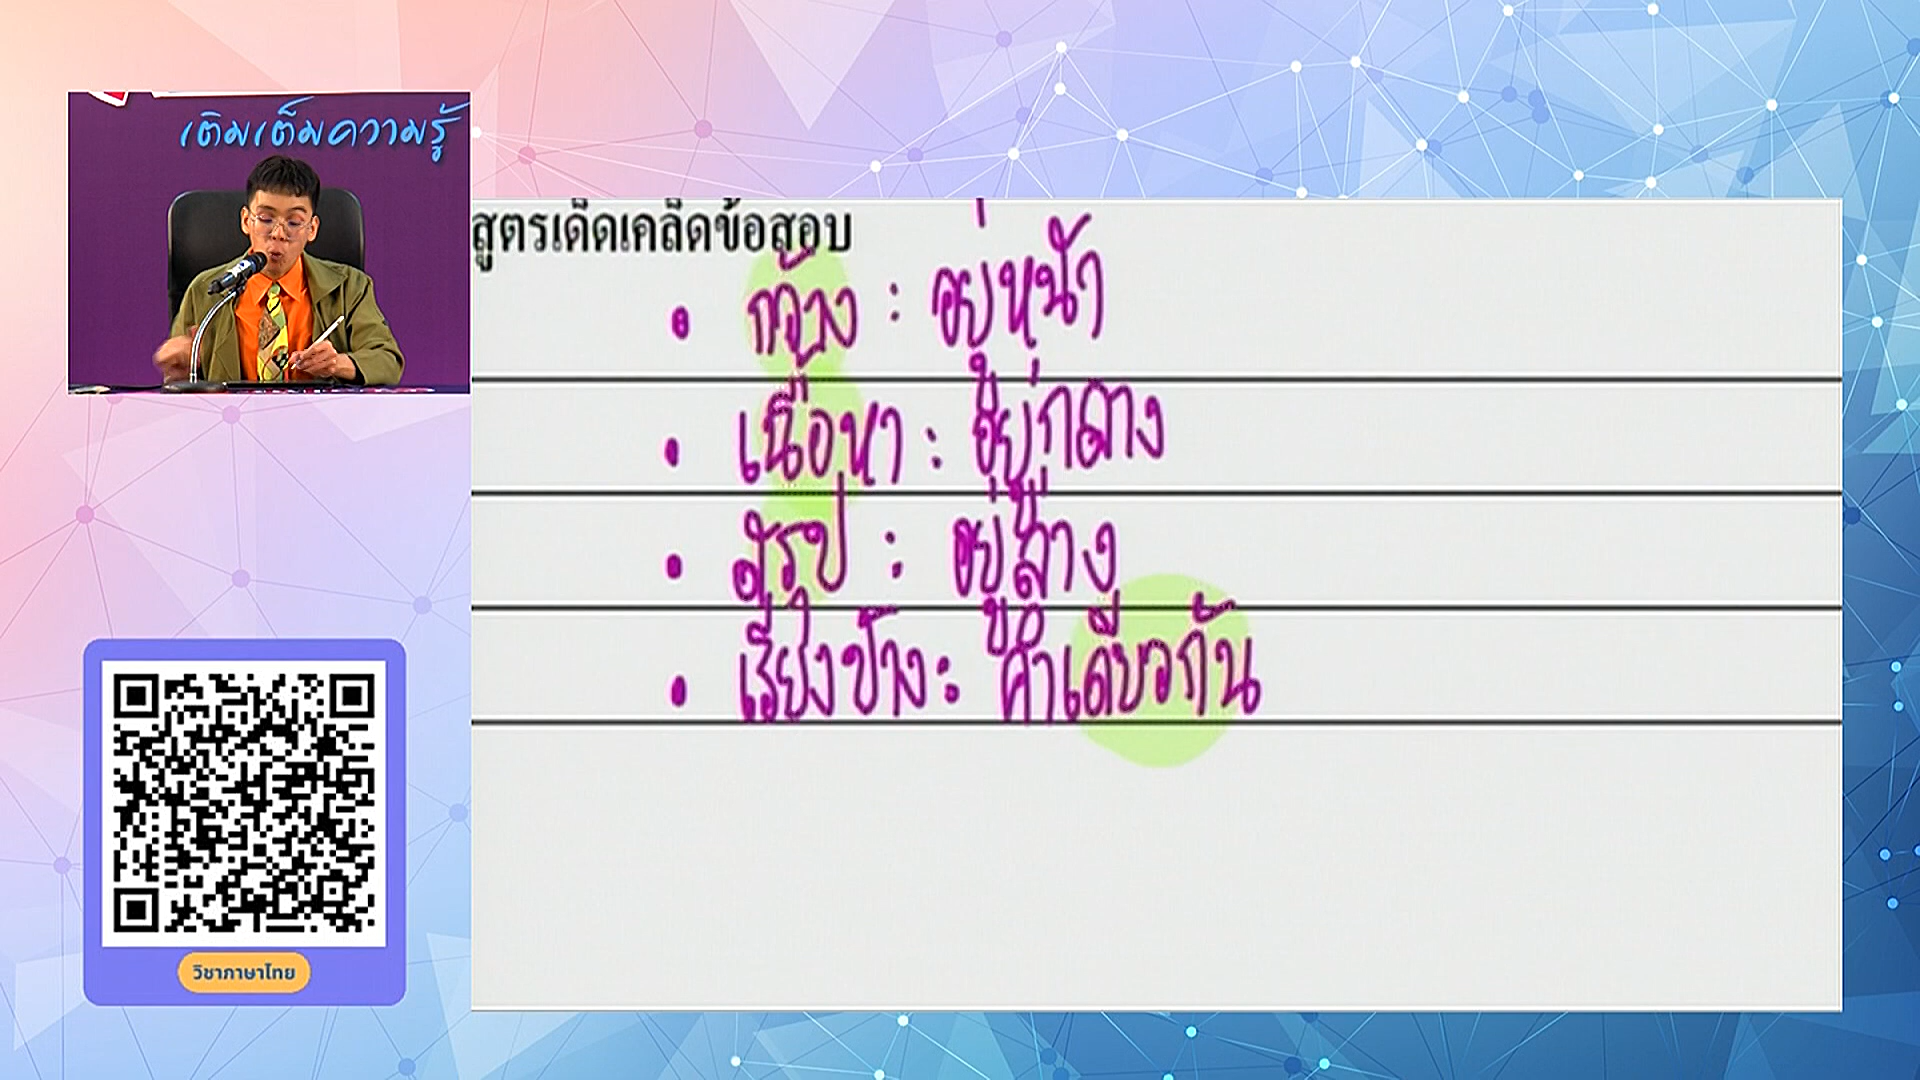 เติมเต็มความรู้
สูตรเด็ดเคล็ดข้อสอบ
• กว้าง : อยู่หน้า
• เนื้อหา : อยู่กลาง
• สรุป : อยู่ล่าง
• เรียงข้าง : คำเดียวกัน
วิชาภาษาไทย